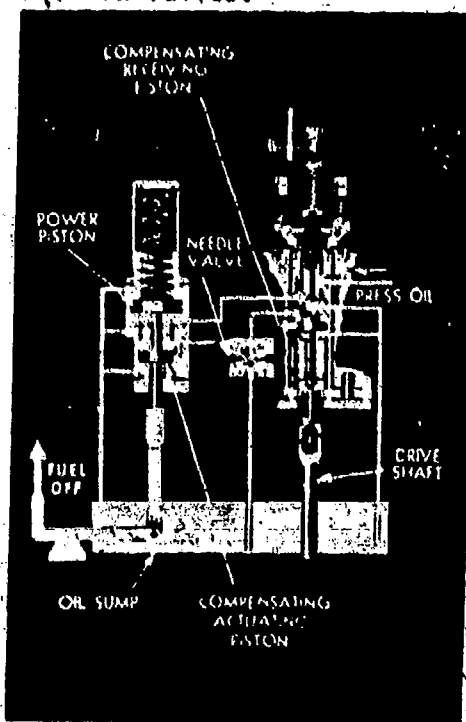 COMPENSATING
RECEIVING
PISTON
POWER
PISTON
NEEDLE
VALVE
PRESS OIL
DRIVE
SHAFT
FUEL
OFF
OIL SUMP
COMPENSATING
ACTUATING
PISTON